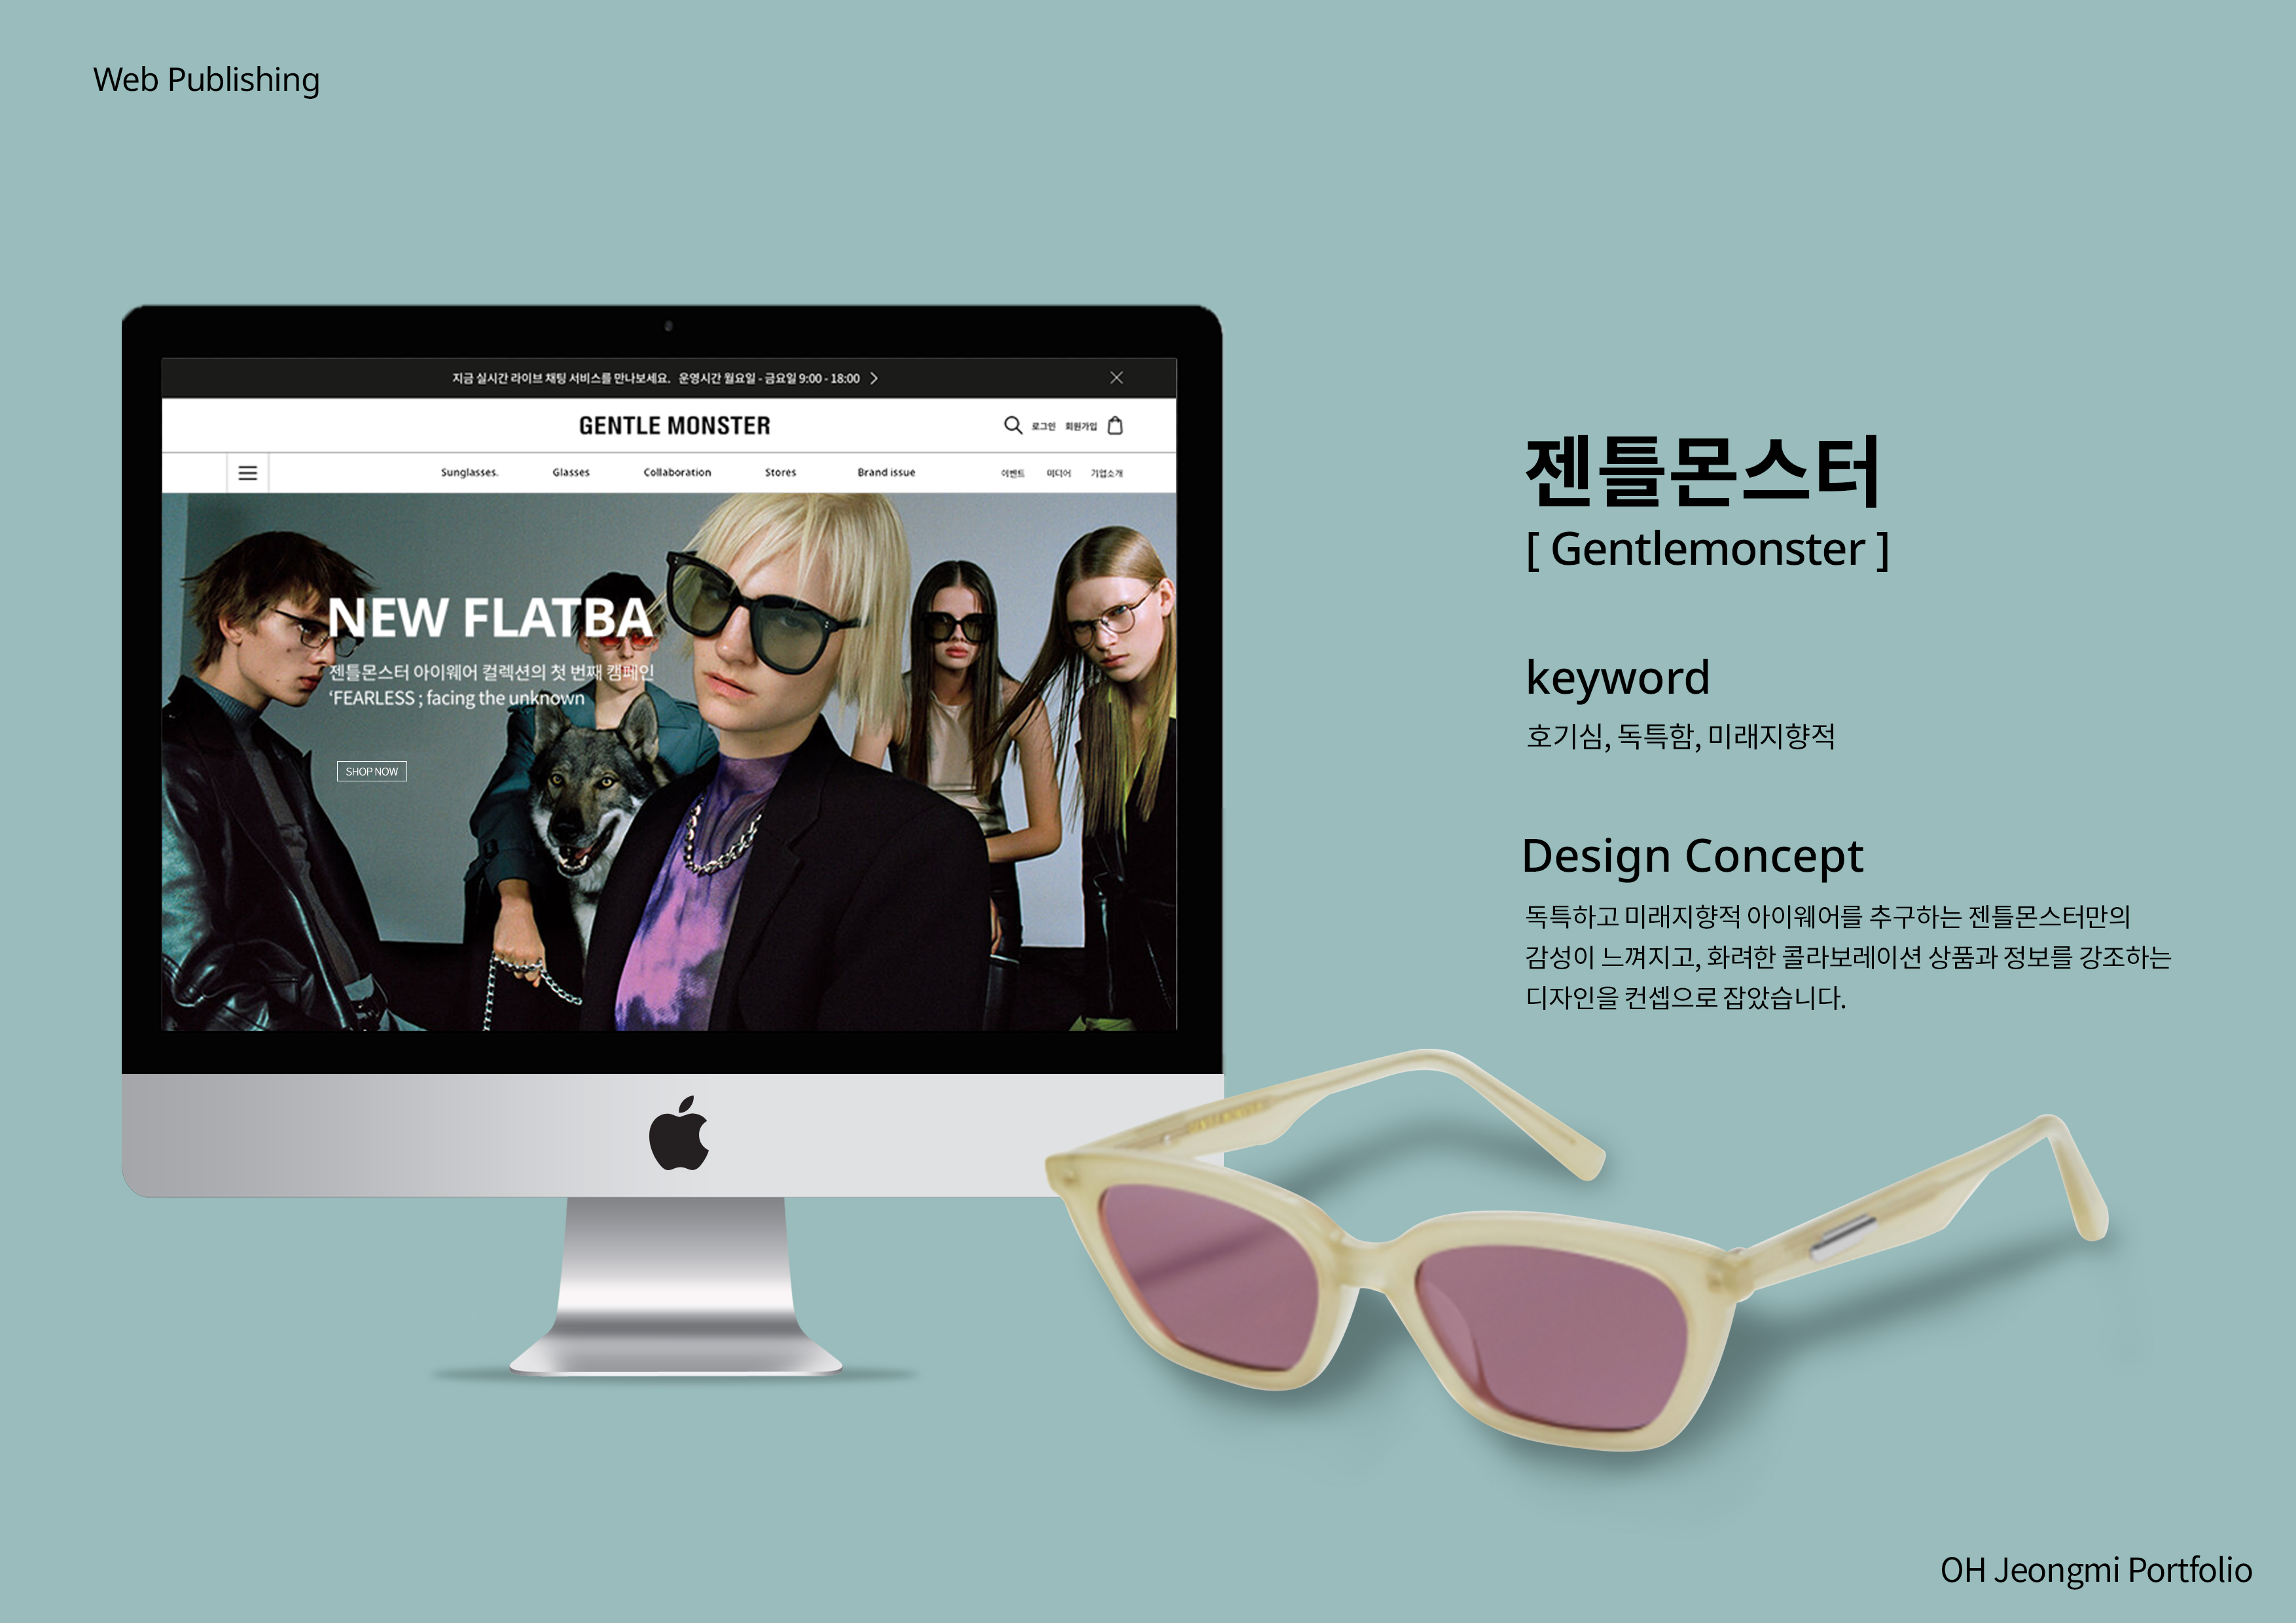 Web Publishing
지금 실시간 라이브 채팅 서비스를 만나보세요. 운영시간 월요일 - 금요일 9:00 - 18:00
GENTLE MONSTER
로그인 회원가입
Sunglasses. Glasses Collaboration Stores Brand issue 이벤트 미디어 기업소개
NEW FLATBA
젠틀몬스터 아이웨어 컬렉션의 첫 번째 캠페인
‘FEARLESS ; facing the unknown
SHOP NOW
젠틀몬스터
[ Gentlemonster ]
keyword
호기심, 독특함, 미래지향적
Design Concept
독특하고 미래지향적 아이웨어를 추구하는 젠틀몬스터만의
감성이 느껴지고, 화려한 콜라보레이션 상품과 정보를 강조하는
디자인을 컨셉으로 잡았습니다.
OH Jeongmi Portfolio